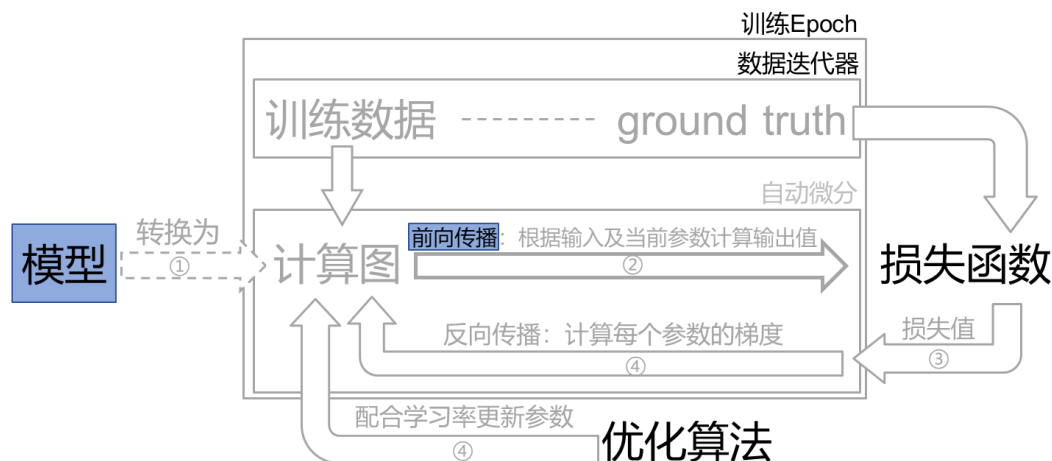 训练Epoch
数据迭代器
训练数据 --------- ground truth
自动微分
转换为
①
模型
计算图
前向传播：根据输入及当前参数计算输出值
②
损失函数
反向传播：计算每个参数的梯度
④
损失值
③
配合学习率更新参数
④
优化算法